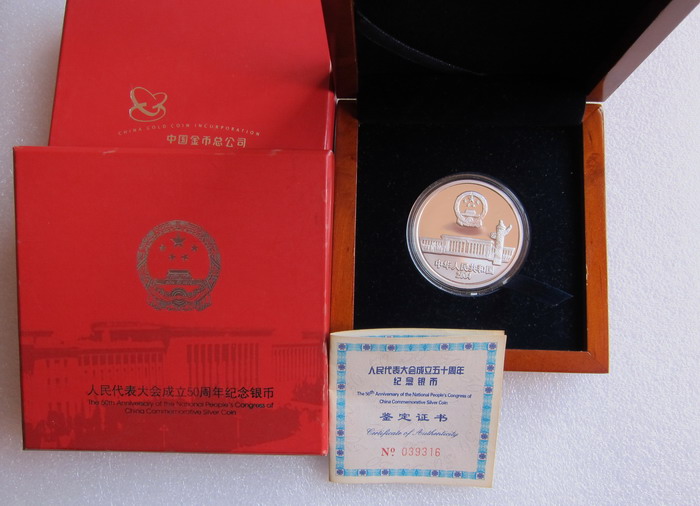 CHINA GOLD COIN INCORPORATION
中国金币总公司
人民代表大会成立50周年纪念银币
The 50th Anniversary of the National People's Congress of
China Commemorative Silver Coin
中华人民共和国
2004
人民代表大会成立五十周年
纪念银币
The 50th Anniversary of the National People's Congress of
China Commemorative Silver Coin
鉴定证书
Certificate of Authenticity
No 039316